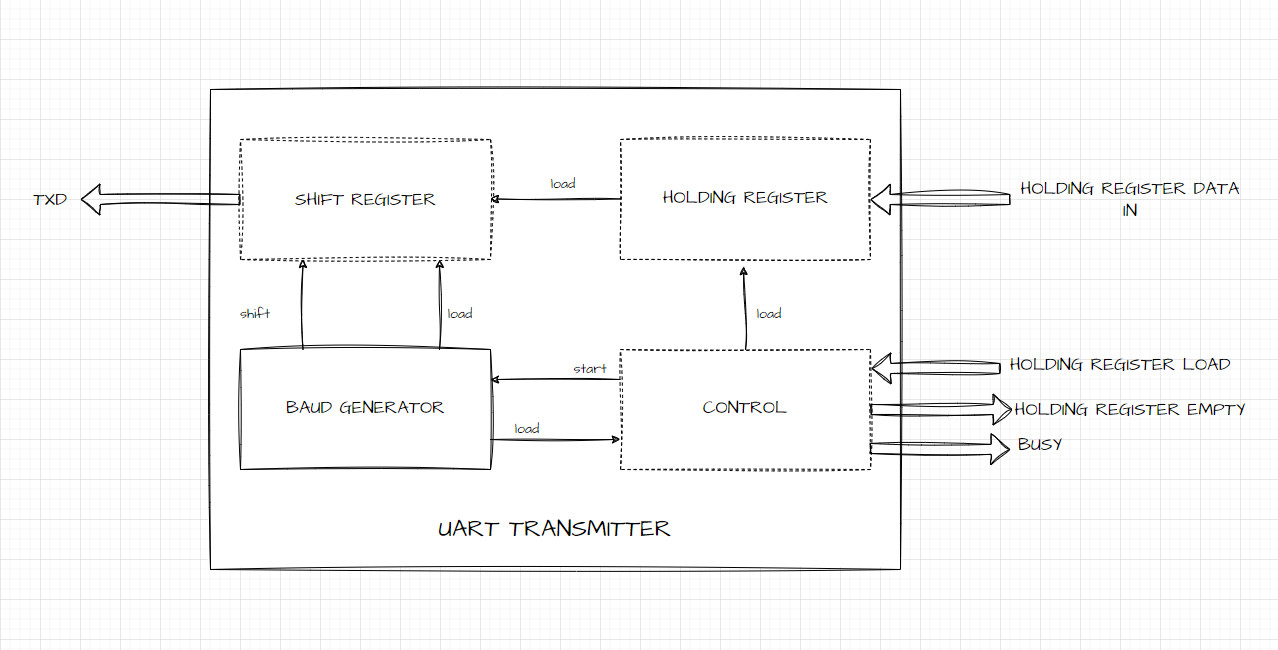 load
HOLDING REGISTER DATA
IN
TXD
SHIFT REGISTER
HOLDING REGISTER
shift
load
load
start
HOLDING REGISTER LOAD
BAUD GENERATOR
CONTROL
HOLDING REGISTER EMPTY
load
BUSY
UART TRANSMITTER